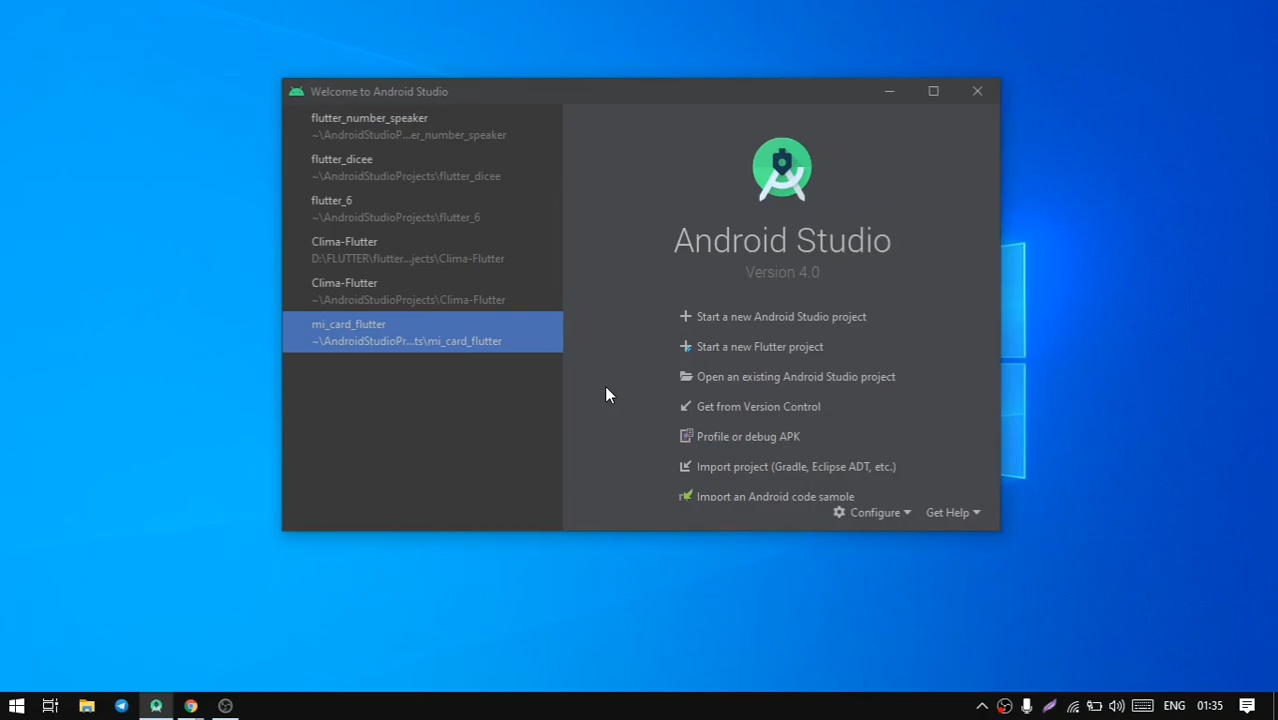 Welcome to Android Studio
flutter_number_speaker
~\AndroidStudioP...er_number_speaker
flutter_dicee
~\AndroidStudioProjects\flutter_dicee
flutter_6
~\AndroidStudioProjects\flutter_6
Clima-Flutter
D:\FLUTTER\flutter...jects\Clima-Flutter
Clima-Flutter
~\AndroidStudioProjects\Clima-Flutter
mi_card_flutter
~\AndroidStudioPr...ts\mi_card_flutter
Android Studio
Version 4.0
Start a new Android Studio project
Start a new Flutter project
Open an existing Android Studio project
Get from Version Control
Profile or debug APK
Import project (Gradle, Eclipse ADT, etc.)
Import an Android code sample
Configure
Get Help
ENG
01:35